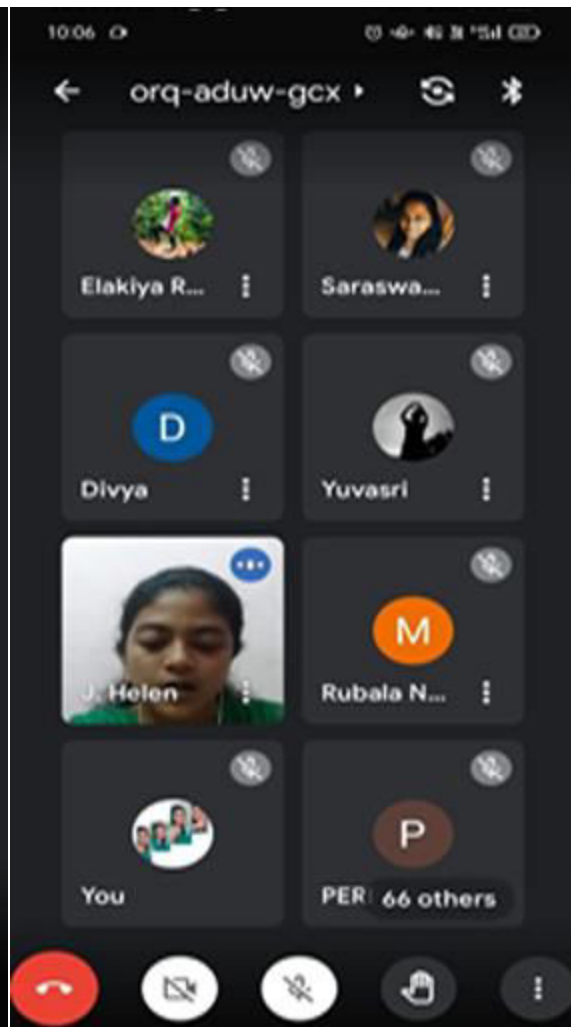 10:06
orq-aduw-gcx
Elakiya R... Saraswa...
D
Divya Yuvasri
M
J. Helen Rubala N...
P
You PER 66 others